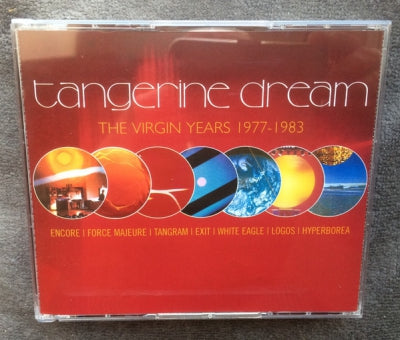 tangerine dream
THE VIRGIN YEARS 1977-1983
ENCORE | FORCE MAJEURE | TANGRAM | EXIT | WHITE EAGLE | LOGOS | HYPERBOREA